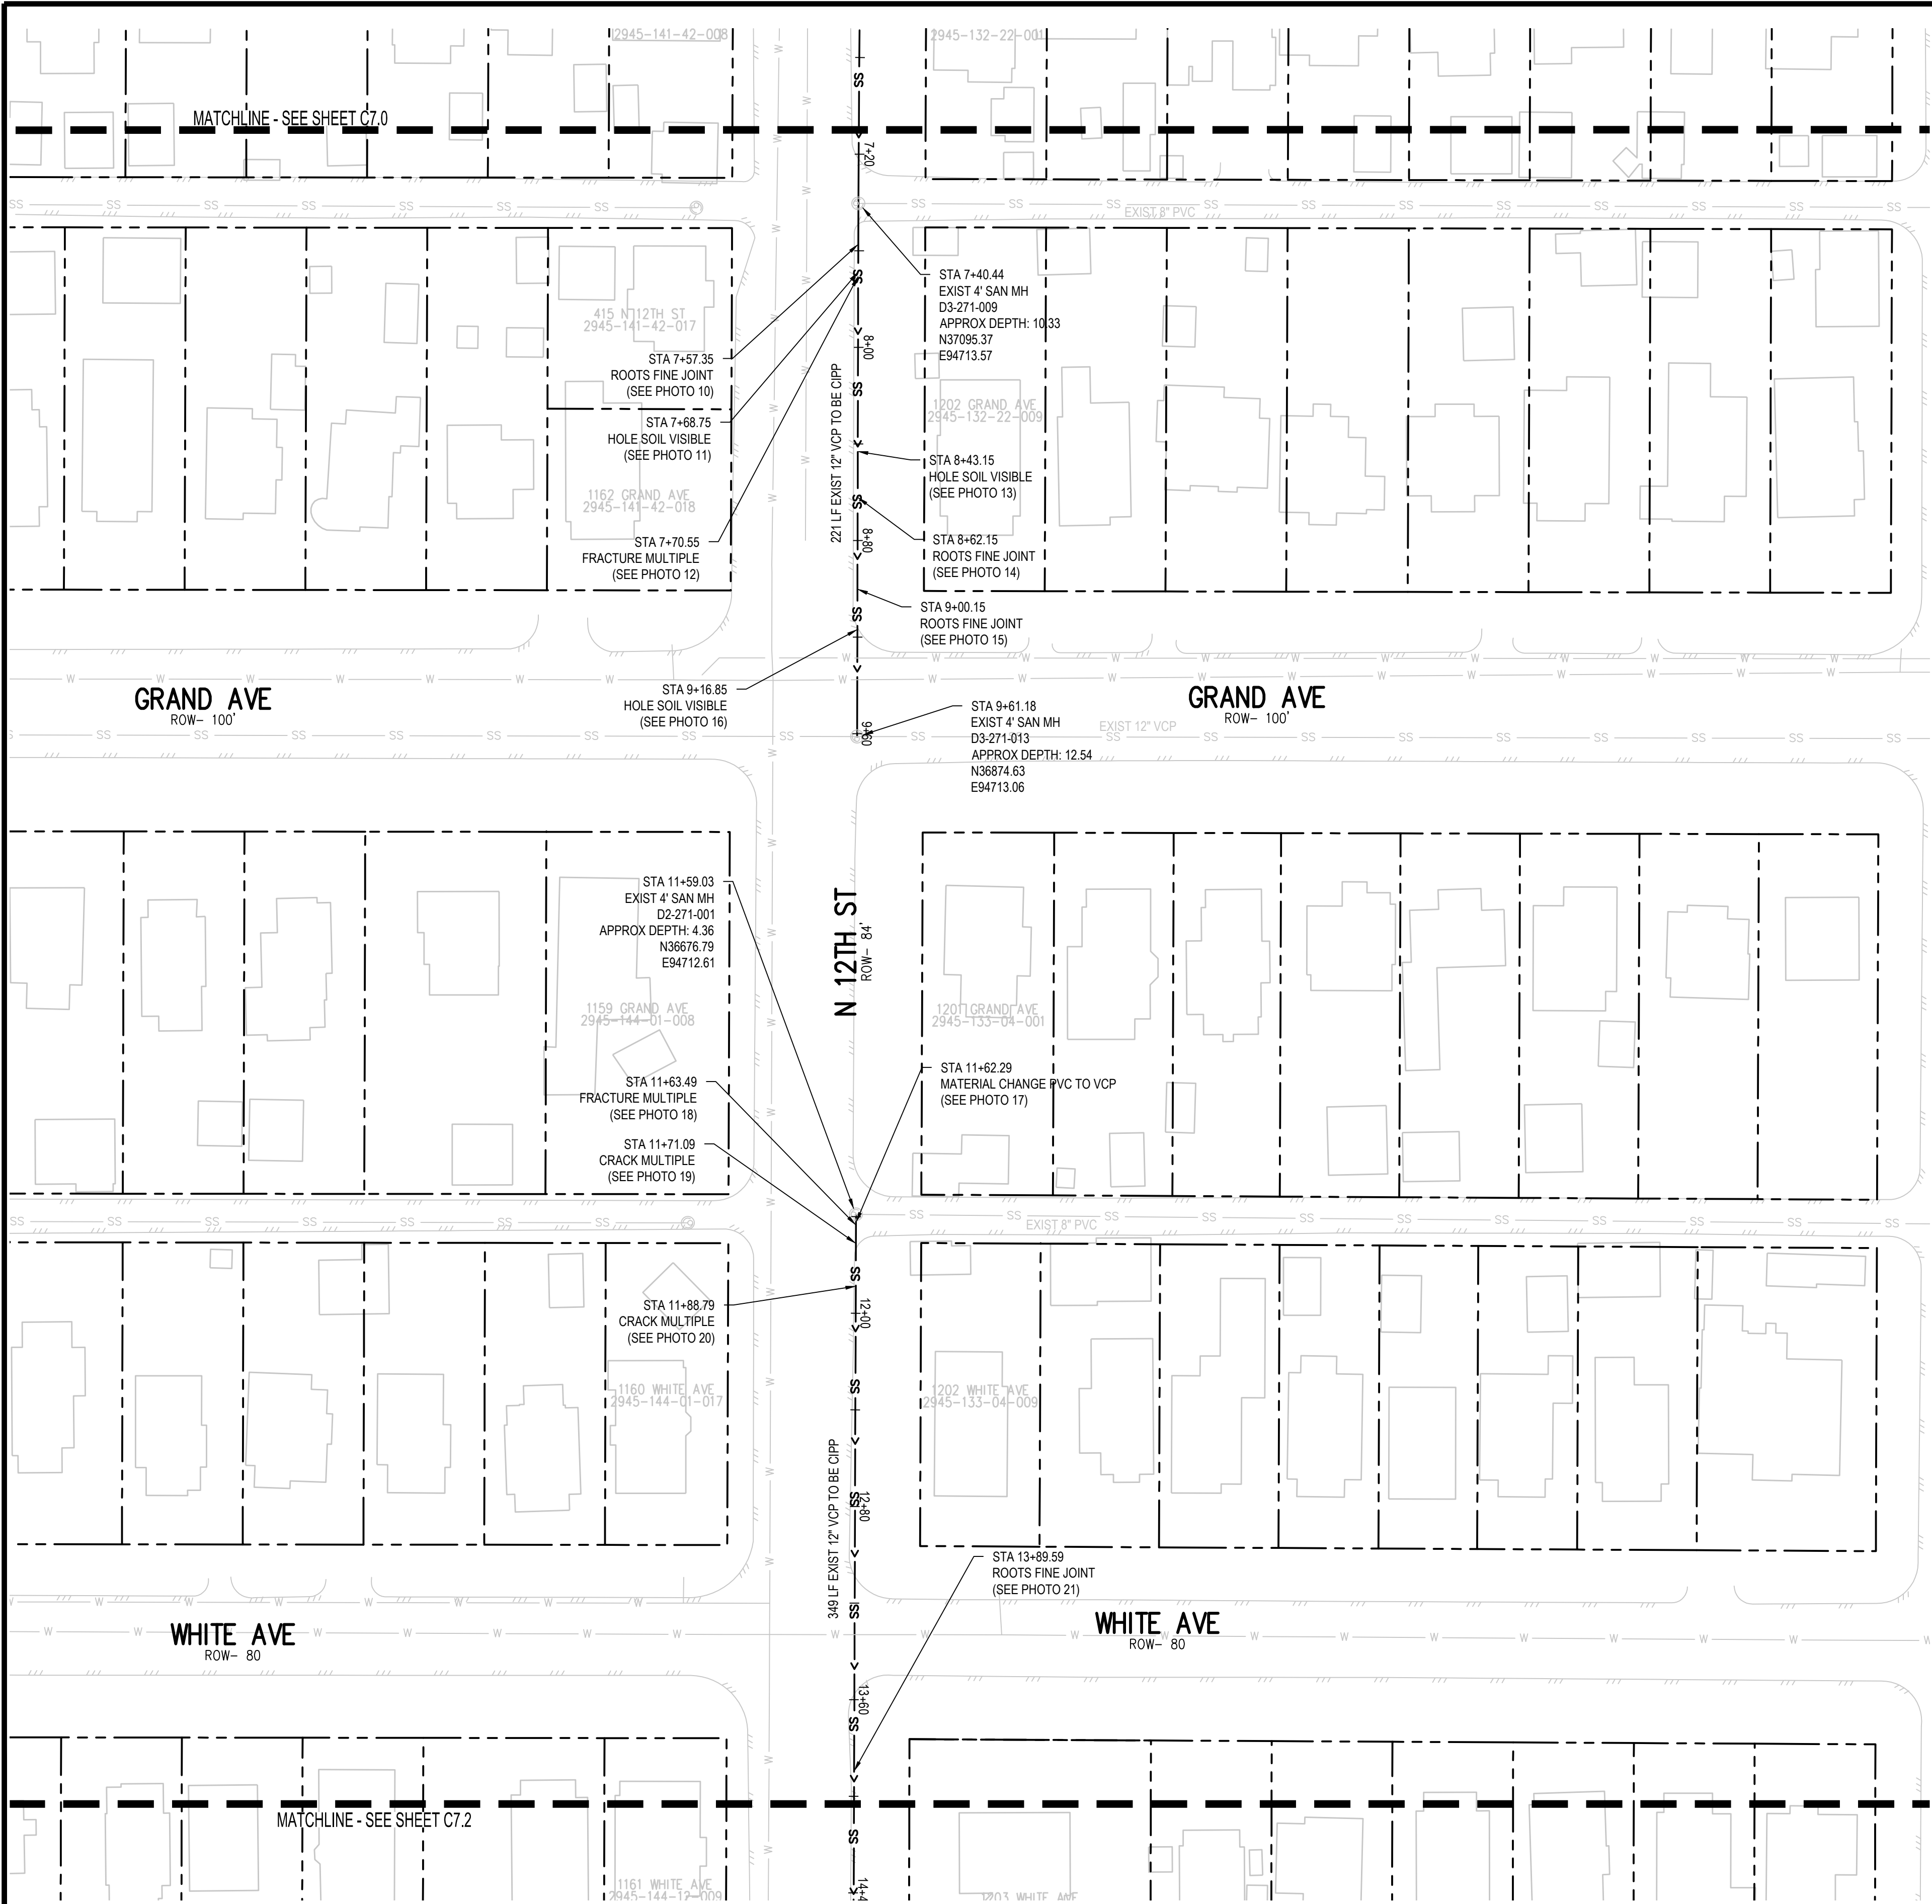 2945-141-42-008
2945-132-22-001
MATCHLINE - SEE SHEET C7.0
7+20
EXIST 8" PVC
STA 7+40.44
EXIST 4' SAN MH
D3-271-009
APPROX DEPTH: 10.33
N37095.37
E94713.57
415 N 12TH ST
2945-141-42-017
STA 7+57.35
ROOTS FINE JOINT
(SEE PHOTO 10)
8+00
STA 7+68.75
HOLE SOIL VISIBLE
(SEE PHOTO 11)
221 LF EXIST 12" VCP TO BE CIPP
1202 GRAND AVE
2945-132-22-009
STA 8+43.15
HOLE SOIL VISIBLE
(SEE PHOTO 13)
1162 GRAND AVE
2945-141-42-018
STA 7+70.55
FRACTURE MULTIPLE
(SEE PHOTO 12)
8+80
STA 8+62.15
ROOTS FINE JOINT
(SEE PHOTO 14)
STA 9+00.15
ROOTS FINE JOINT
(SEE PHOTO 15)
GRAND AVE
ROW- 100'
STA 9+16.85
HOLE SOIL VISIBLE
(SEE PHOTO 16)
GRAND AVE
ROW- 100'
9+60
STA 9+61.18
EXIST 4' SAN MH
D3-271-013
APPROX DEPTH: 12.54
N36874.63
E94713.06
EXIST 12" VCP
STA 11+59.03
EXIST 4' SAN MH
D2-271-001
APPROX DEPTH: 4.36
N36676.79
E94712.61
N 12TH ST
ROW- 84'
1159 GRAND AVE
2945-144-01-008
1201 GRAND AVE
2945-133-04-001
STA 11+62.29
MATERIAL CHANGE PVC TO VCP
(SEE PHOTO 17)
STA 11+63.49
FRACTURE MULTIPLE
(SEE PHOTO 18)
STA 11+71.09
CRACK MULTIPLE
(SEE PHOTO 19)
EXIST 8" PVC
STA 11+88.79
CRACK MULTIPLE
(SEE PHOTO 20)
12+00
1160 WHITE AVE
2945-144-01-017
1202 WHITE AVE
2945-133-04-009
349 LF EXIST 12" VCP TO BE CIPP
12+80
STA 13+89.59
ROOTS FINE JOINT
(SEE PHOTO 21)
WHITE AVE
ROW- 80
WHITE AVE
ROW- 80
13+60
MATCHLINE - SEE SHEET C7.2
1161 WHITE AVE
2945-144-12-009
14+4
1203 WHITE AVE